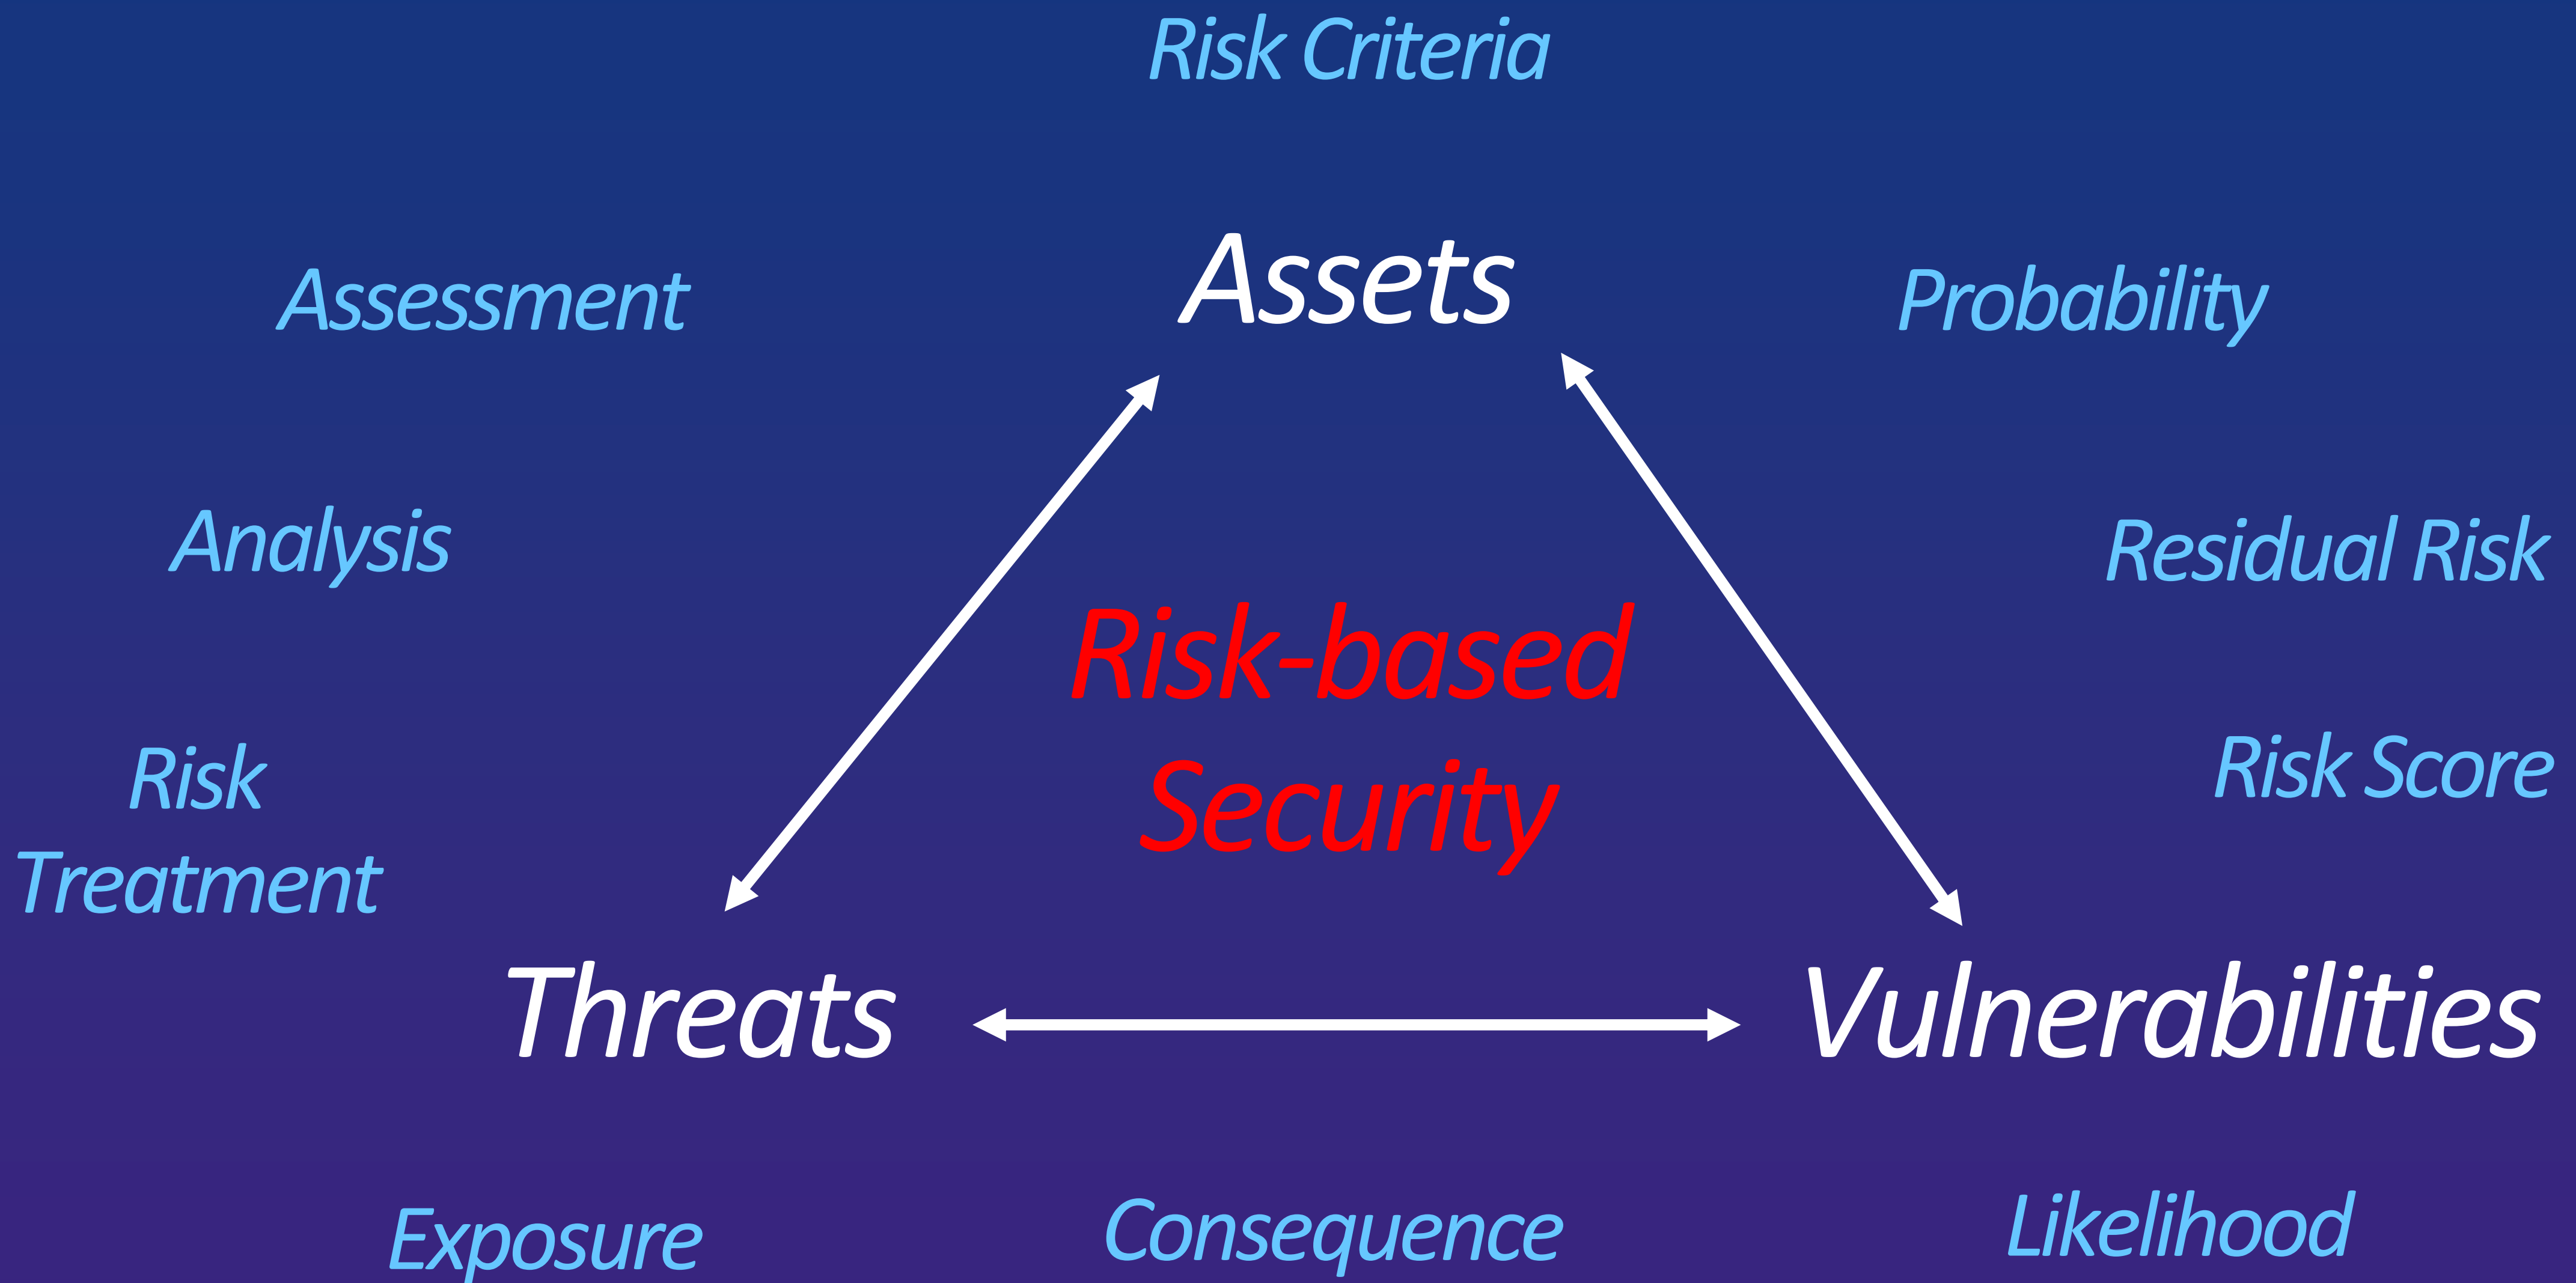 Risk Criteria
Assessment
Assets
Probability
Analysis
Residual Risk
Risk-based
Security
Risk
Treatment
Risk Score
Threats
Vulnerabilities
Exposure
Consequence
Likelihood